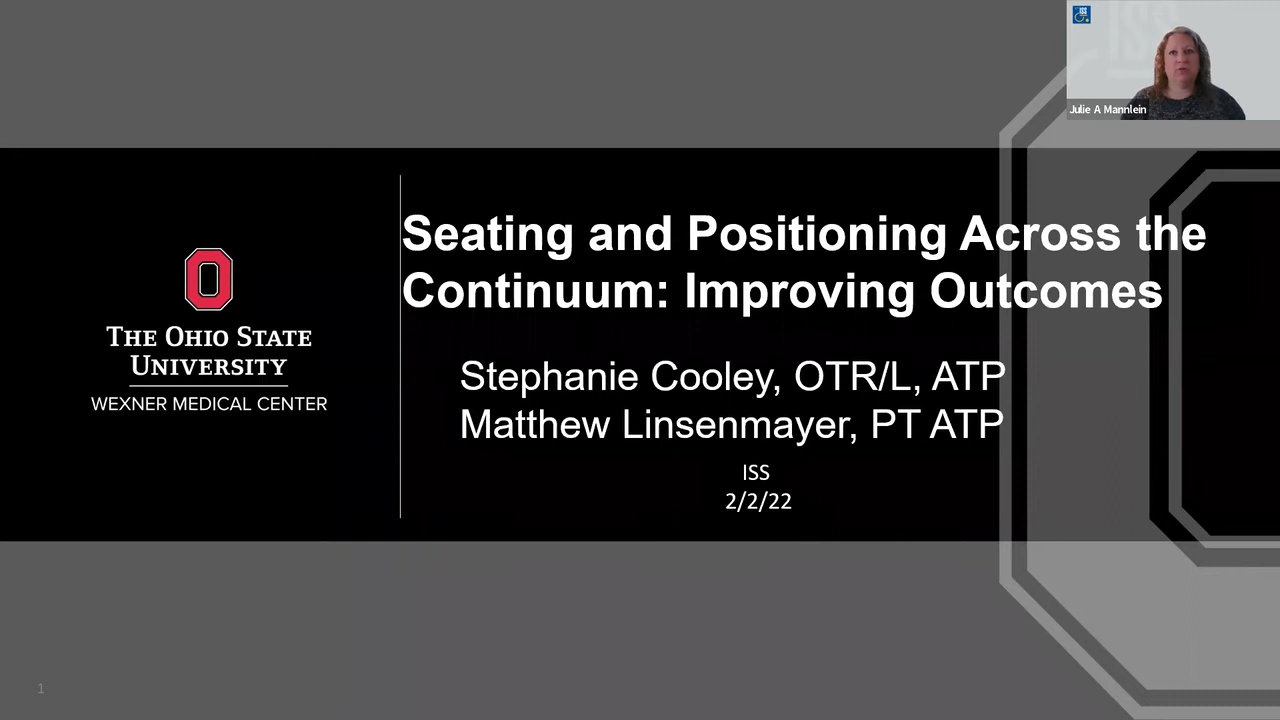 ISS
Julie A Mannlein
Seating and Positioning Across the
Continuum: Improving Outcomes
THE OHIO STATE
UNIVERSITY
WEXNER MEDICAL CENTER
Stephanie Cooley, OTR/L, ATP
Matthew Linsenmayer, PT ATP
ISS
2/2/22
1